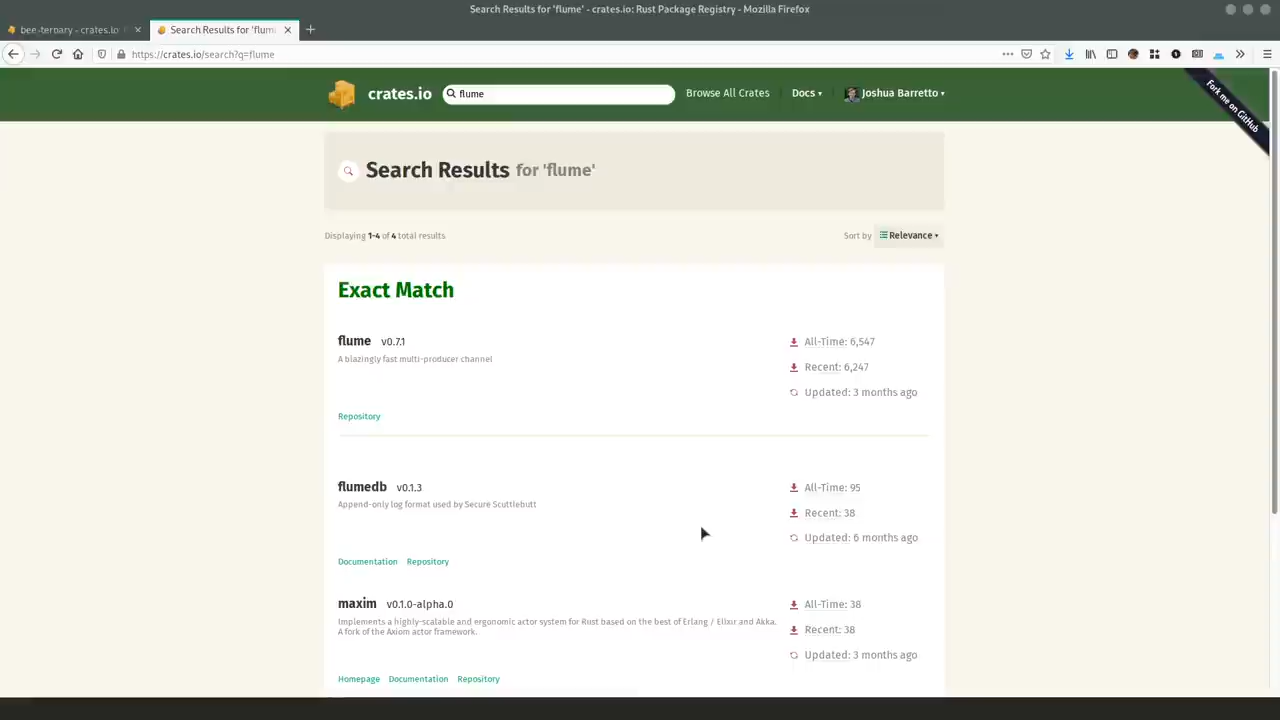 Search Results for 'flume' - crates.io: Rust Package Registry - Mozilla Firefox
bee-ternary - crates.io
Search Results for 'flum
https://crates.io/search?q=flume
crates.io
flume
Browse All Crates
Docs
Joshua Barretto
Fork me on GitHub
Search Results for 'flume'
Displaying 1-4 of 4 total results
Sort by Relevance
Exact Match
flume v0.7.1
All-Time: 6,547
A blazingly fast multi-producer channel
Recent: 6,247
Updated: 3 months ago
Repository
flumedb v0.1.3
All-Time: 95
Append-only log format used by Secure Scuttlebutt
Recent: 38
Updated: 6 months ago
Documentation Repository
maxim v0.1.0-alpha.0
All-Time: 38
Implements a highly-scalable and ergonomic actor system for Rust based on the best of Erlang / Elixir and Akka.
A fork of the Axiom actor framework.
Recent: 38
Updated: 3 months ago
Homepage Documentation Repository